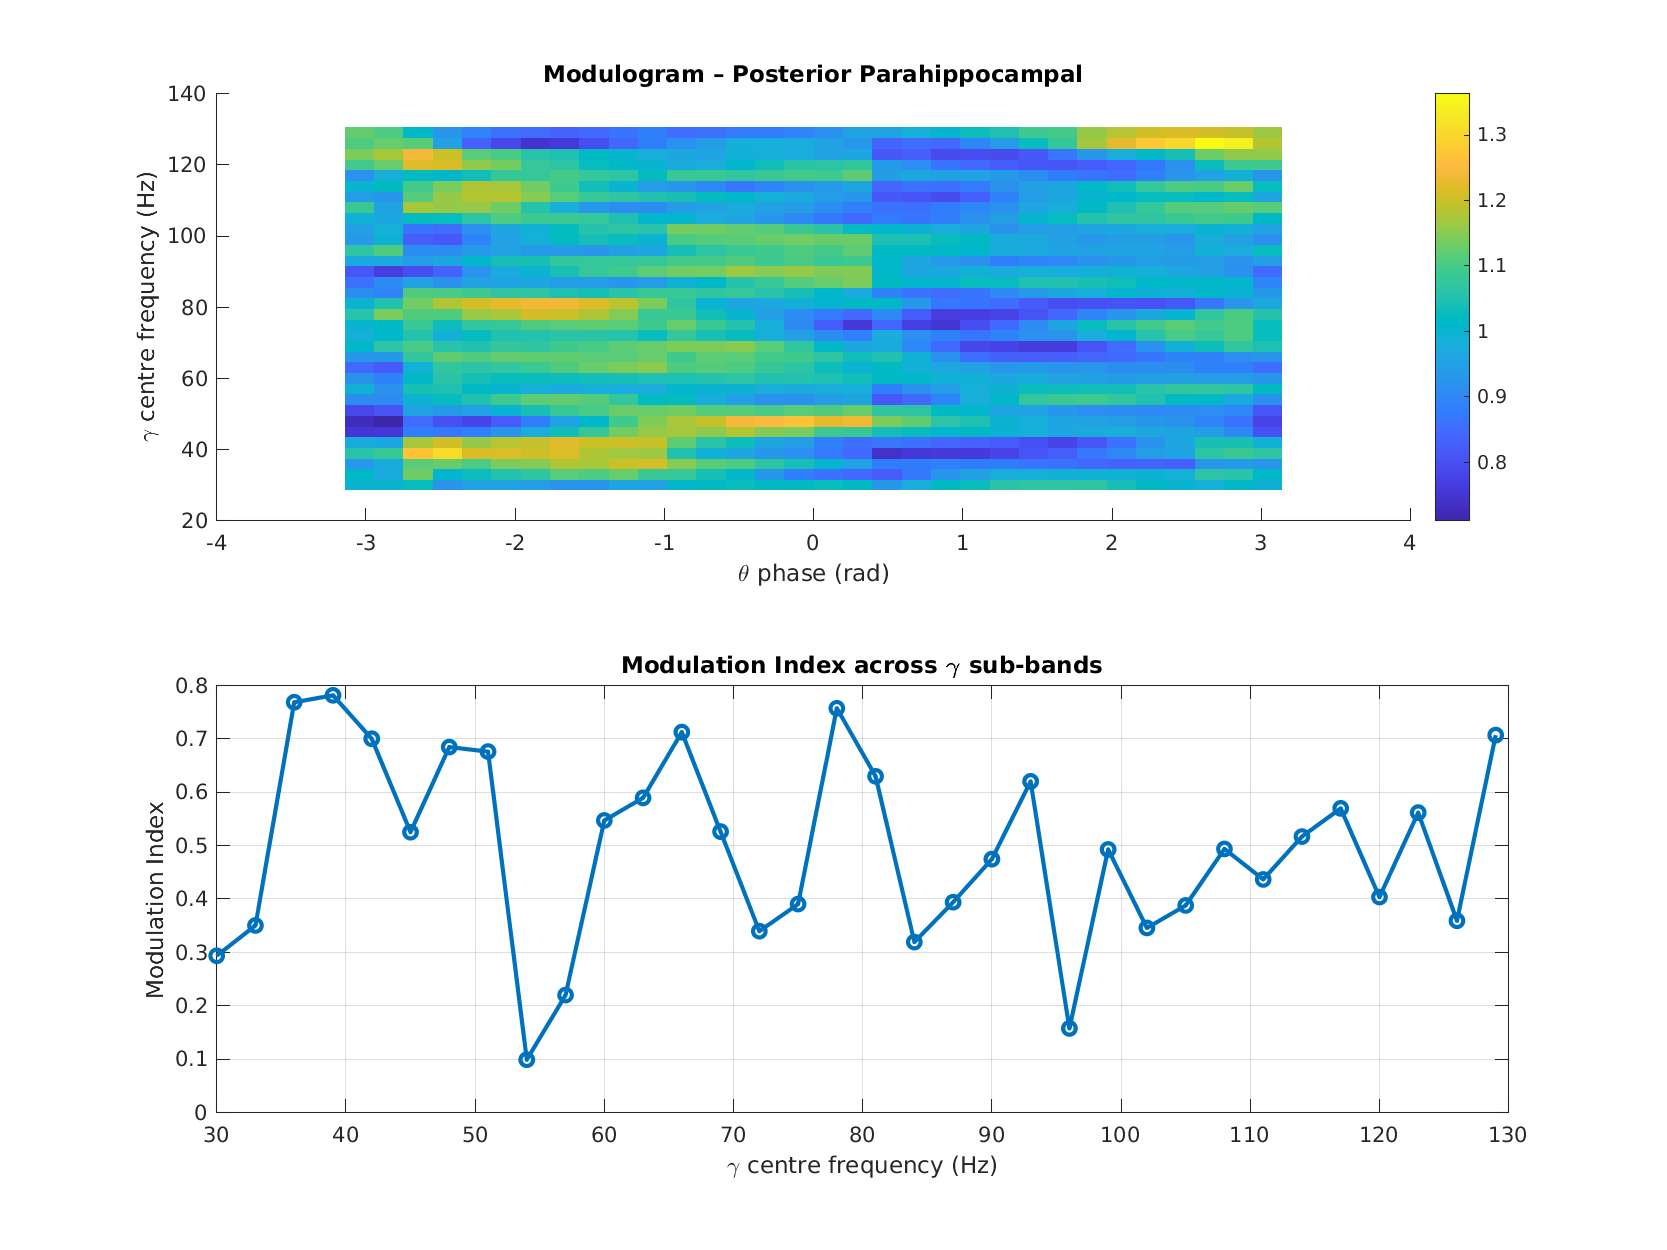 Modulogram – Posterior Parahippocampal
140
120
100
80
60
40
20
γ centre frequency (Hz)
-4 -3 -2 -1 0 1 2 3 4
θ phase (rad)
1.3
1.2
1.1
1
0.9
0.8
Modulation Index across γ sub-bands
0.8
0.7
0.6
0.5
0.4
0.3
0.2
0.1
0
Modulation Index
30 40 50 60 70 80 90 100 110 120 130
γ centre frequency (Hz)